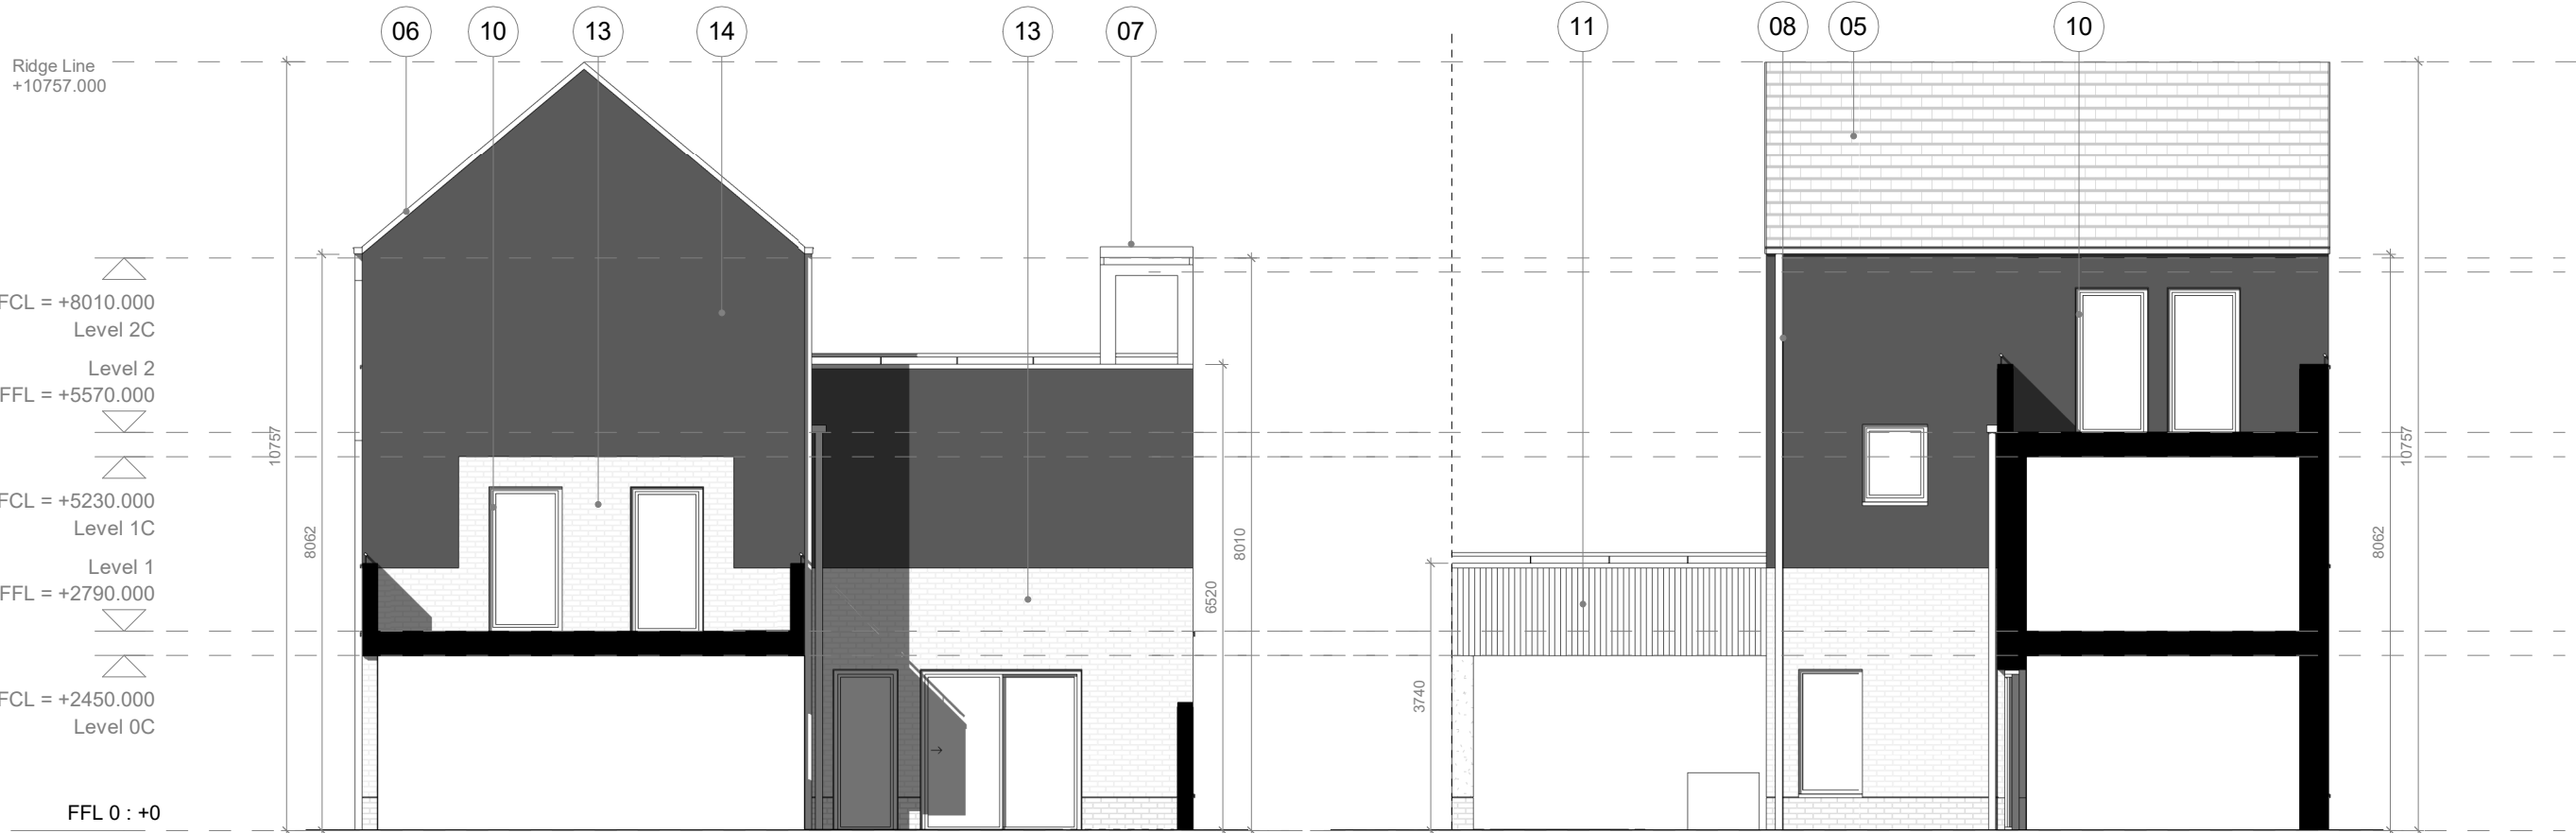 06
10
13
14
13
07
11
08
05
10
Ridge Line
+10757.000
FCL = +8010.000
Level 2C
Level 2
FFL = +5570.000
FCL = +5230.000
Level 1C
Level 1
FFL = +2790.000
FCL = +2450.000
Level 0C
FFL 0 : +0
10757
8062
6520
8010
3740
8062
10757